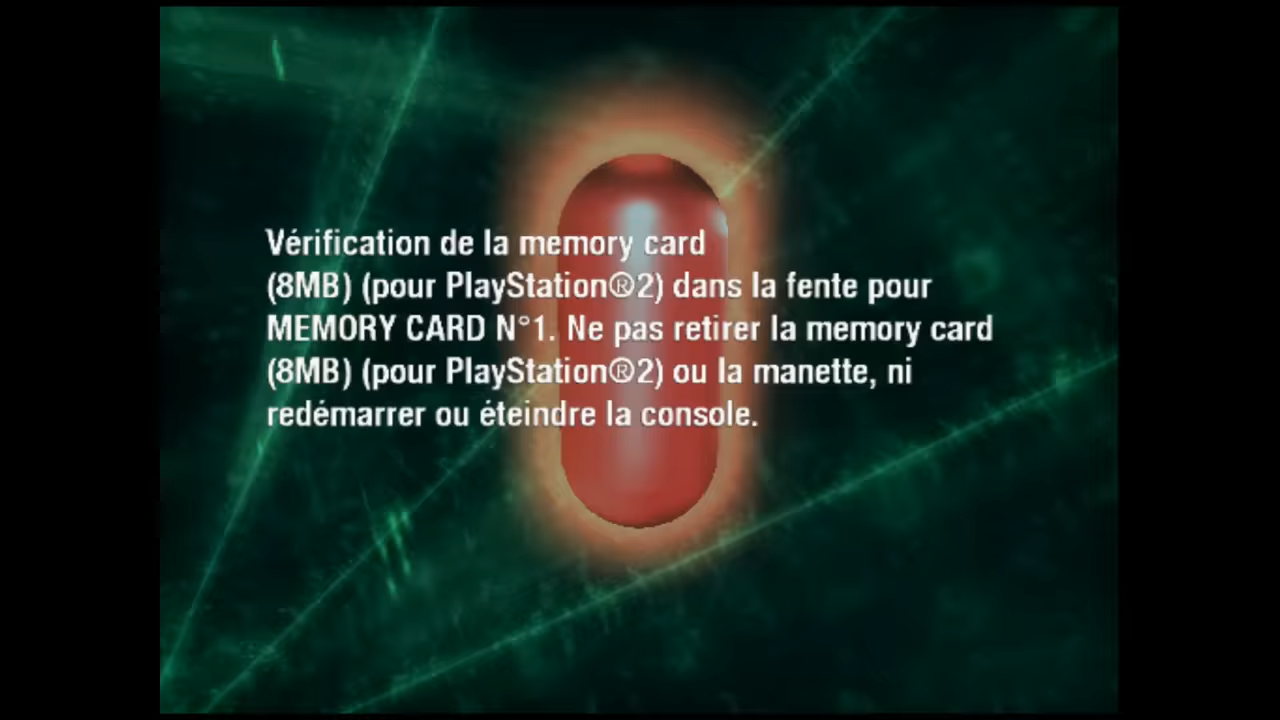 Vérification de la memory card
(8MB) (pour PlayStation®2) dans la fente pour
MEMORY CARD N°1. Ne pas retirer la memory card
(8MB) (pour PlayStation®2) ou la manette, ni
redémarrer ou éteindre la console.